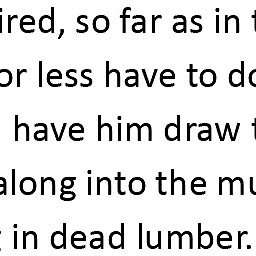 ired, so far as in
or less have to do
have him draw
along into the mu
in dead lumber.